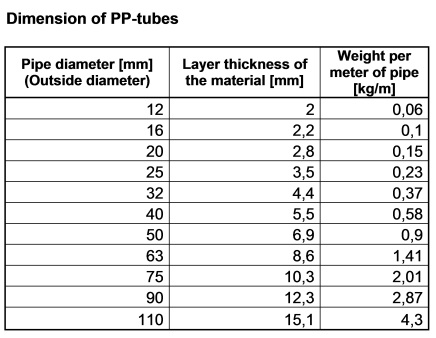 Dimension of PP-tubes
Pipe diameter [mm] (Outside diameter) Layer thickness of the material [mm] Weight per meter of pipe [kg/m]
12 2 0,06
16 2,2 0,1
20 2,8 0,15
25 3,5 0,23
32 4,4 0,37
40 5,5 0,58
50 6,9 0,9
63 8,6 1,41
75 10,3 2,01
90 12,3 2,87
110 15,1 4,3